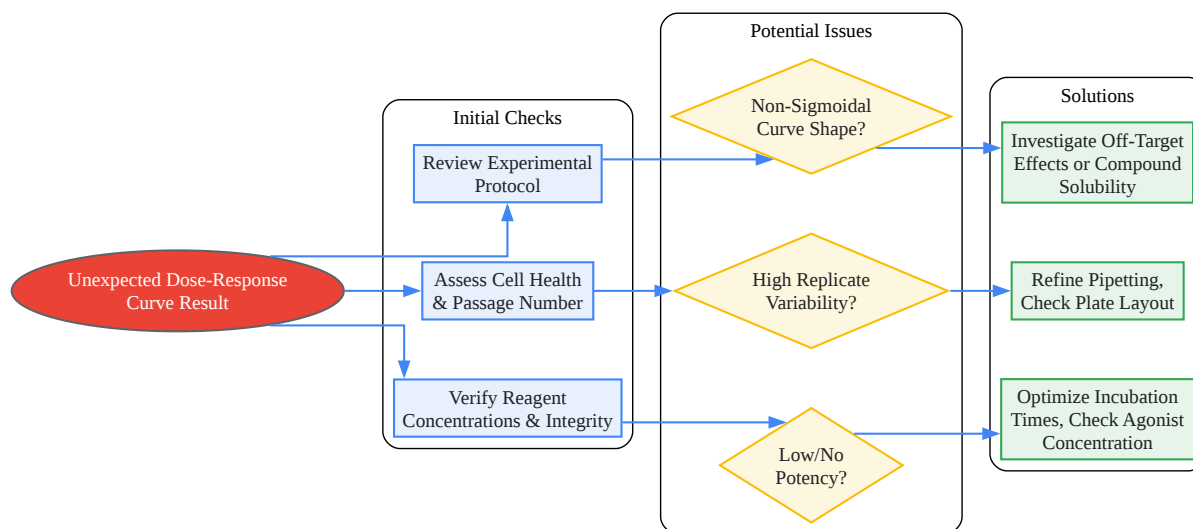 Unexpected Dose-Response
Curve Result
Initial Checks
Review Experimental
Protocol
Assess Cell Health
& Passage Number
Verify Reagent
Concentrations & Integrity
Potential Issues
Non-Sigmoidal
Curve Shape?
High Replicate
Variability?
Low/No
Potency?
Solutions
Investigate Off-Target
Effects or Compound
Solubility
Refine Pipetting,
Check Plate Layout
Optimize Incubation
Times, Check Agonist
Concentration